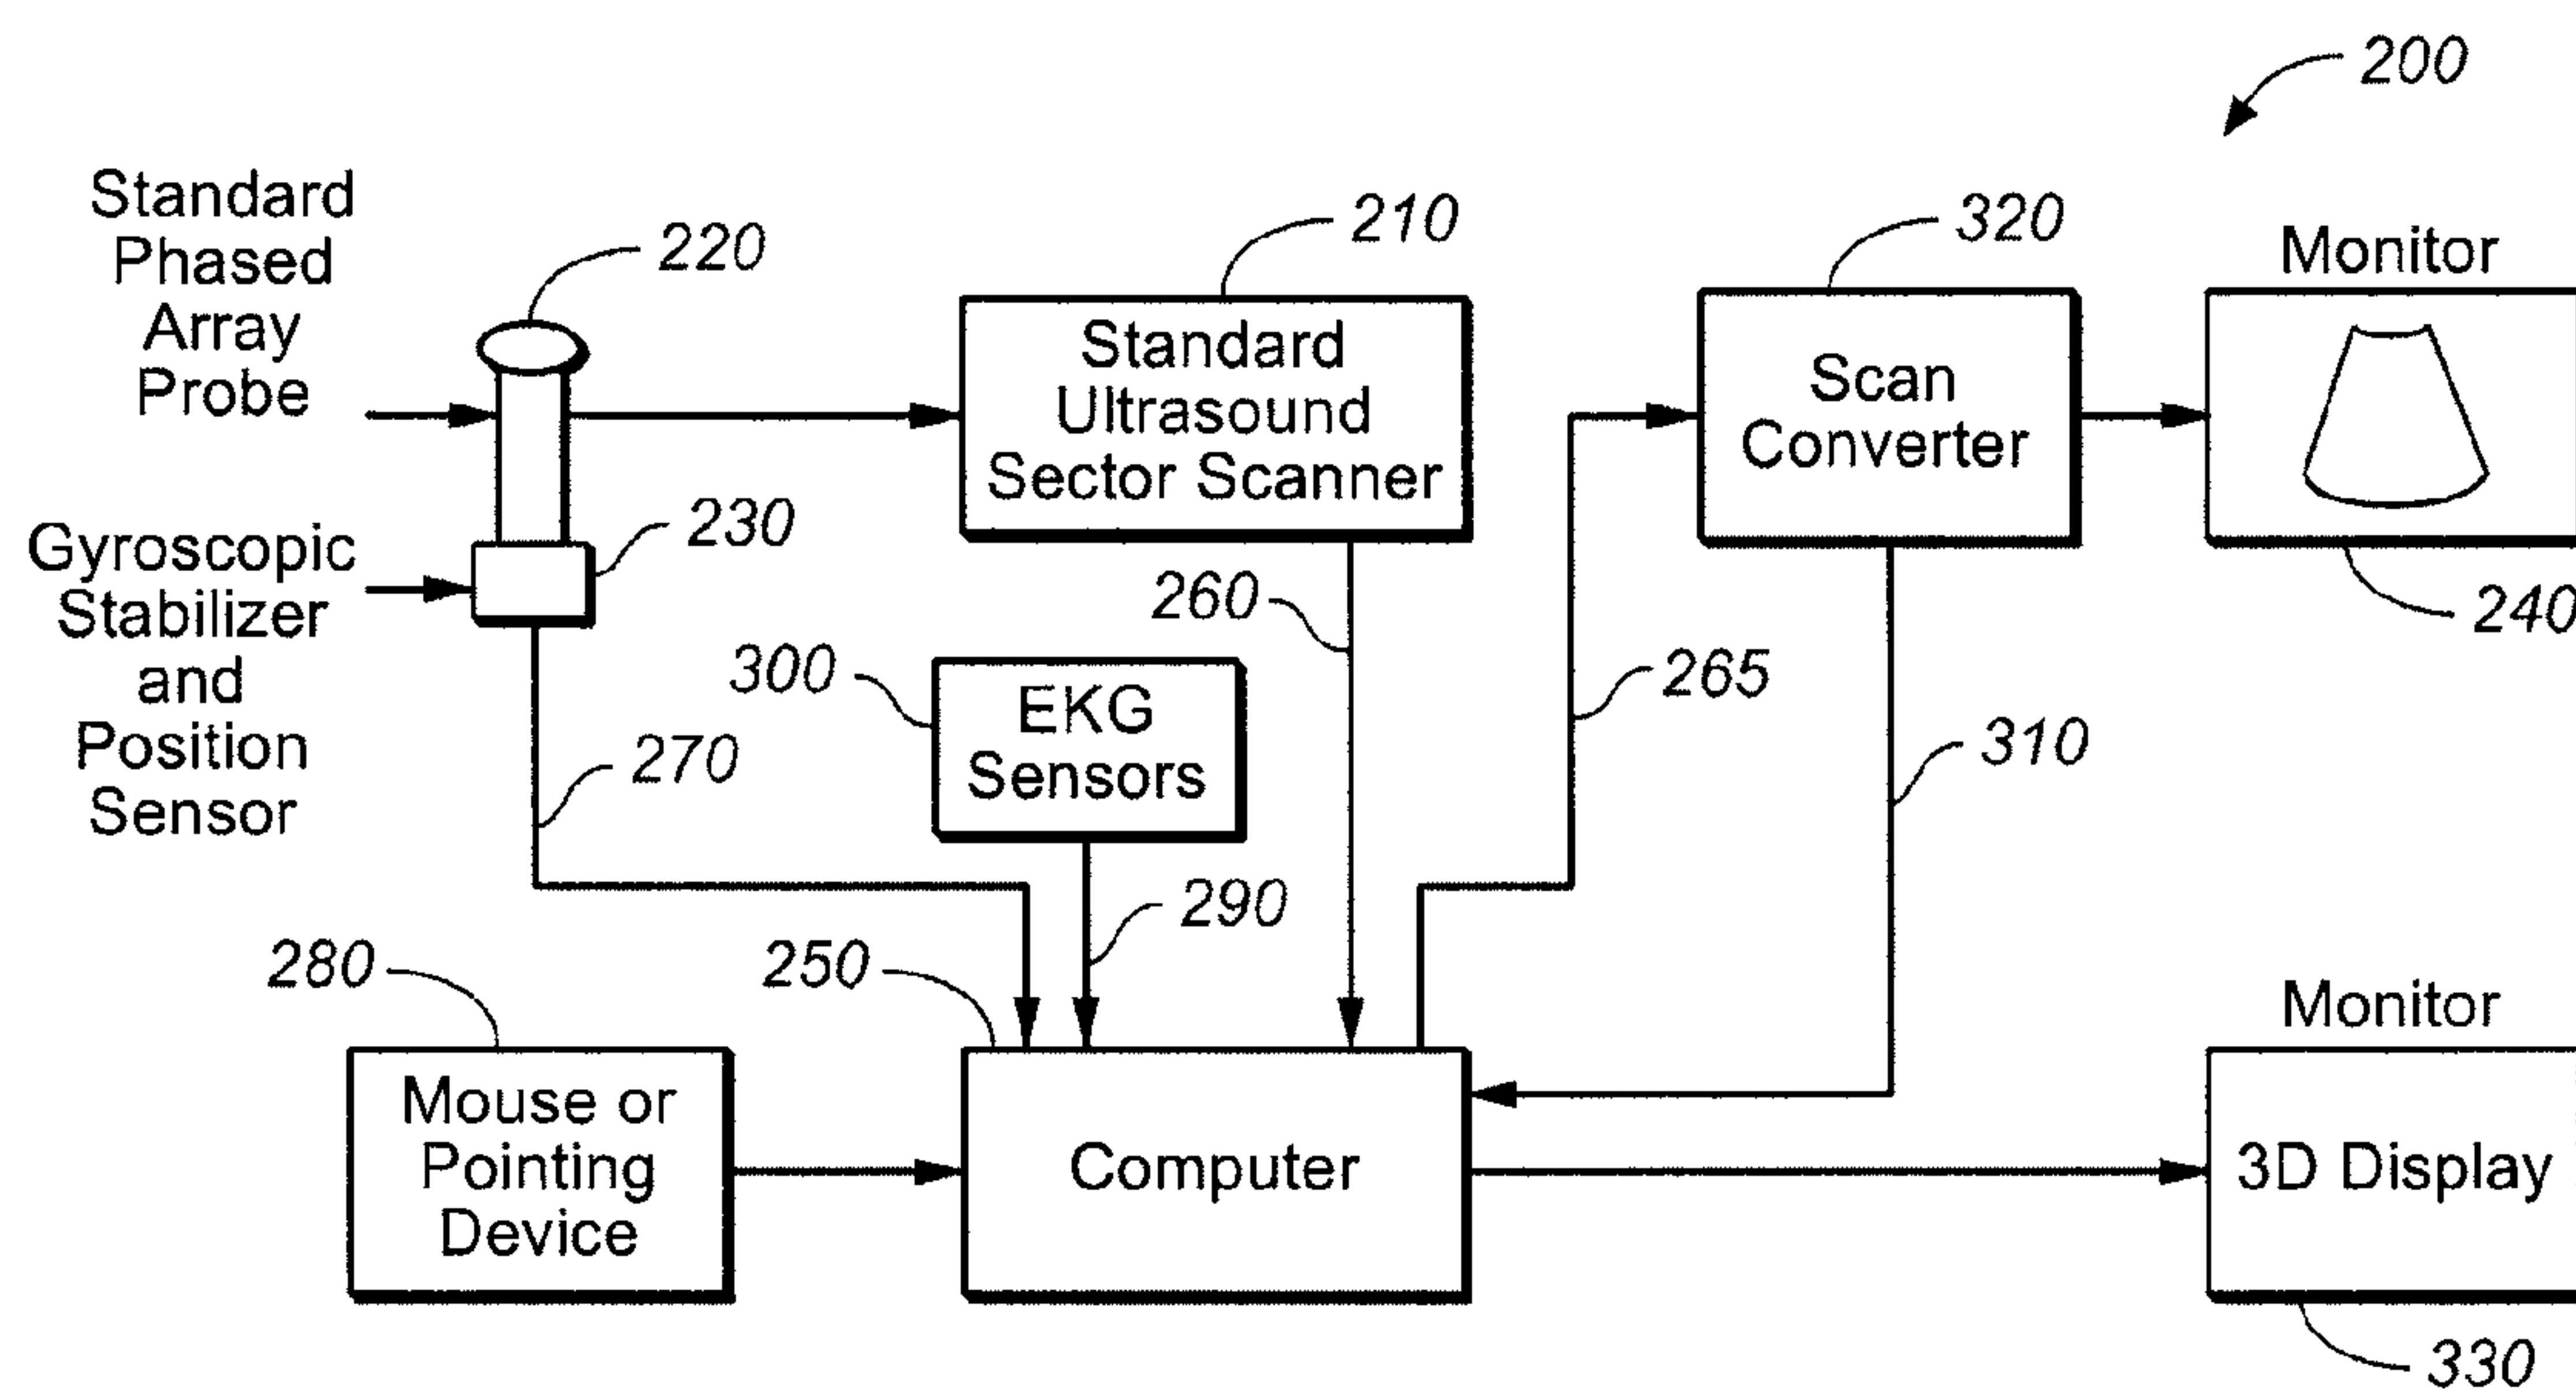 200
Standard
Phased
Array
Probe
220
210
Standard
Ultrasound
Sector Scanner
320
Scan
Converter
Monitor
240
Gyroscopic
Stabilizer
and
Position
Sensor
230
260
265
310
300
EKG
Sensors
270
290
280
Mouse or
Pointing
Device
250
Computer
Monitor
3D Display
330